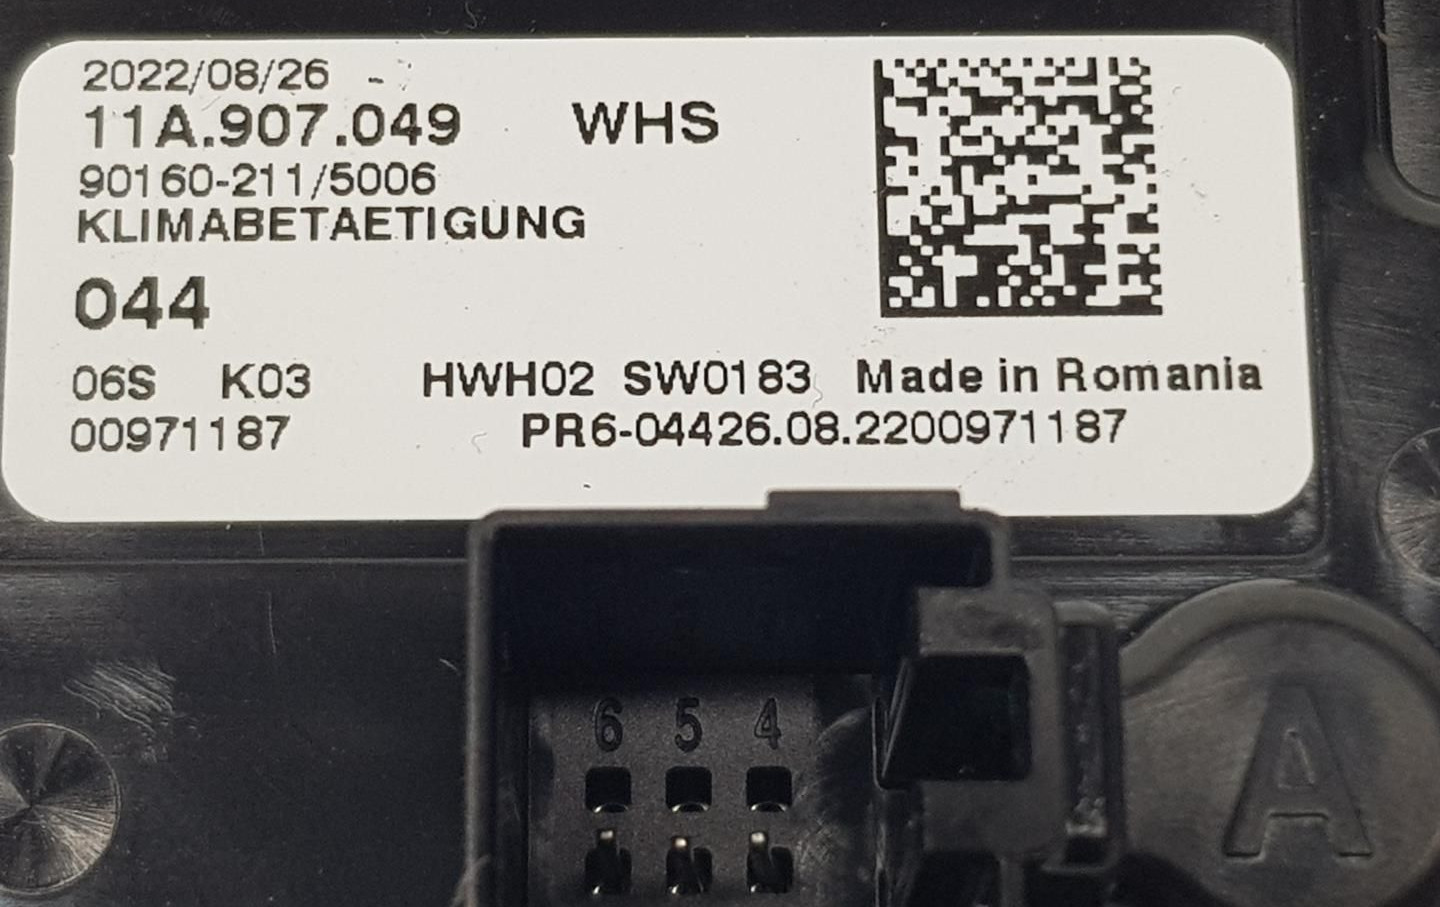 2022/08/26
11A.907.049 WHS
90160-211/5006
KLIMABETAETIGUNG
044
06S K03 HWH02 SW0183 Made in Romania
00971187 PR6-04426.08.2200971187
6 5 4
A